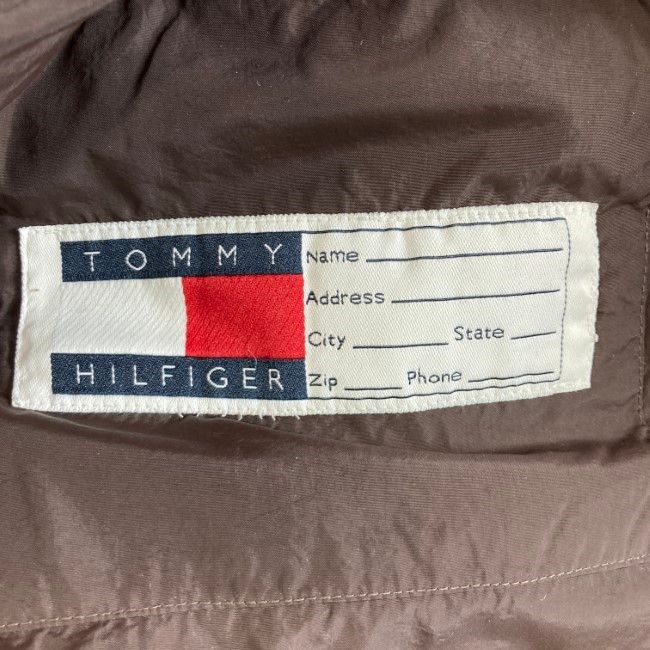 TOMMY
HILFIGER
Name
Address
City State
Zip Phone